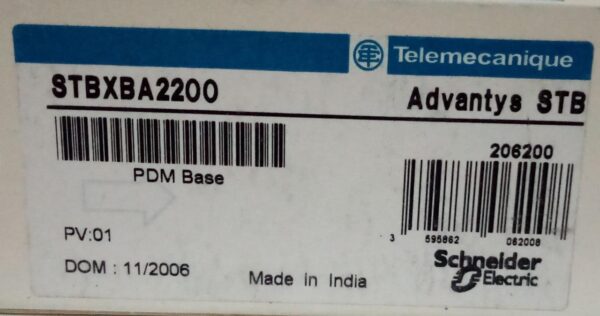 Telemecanique
STBXBA2200
Advantys STB
PDM Base
206200
3 595862 062008
PV:01
DOM : 11/2006
Made in India
Schneider
Electric